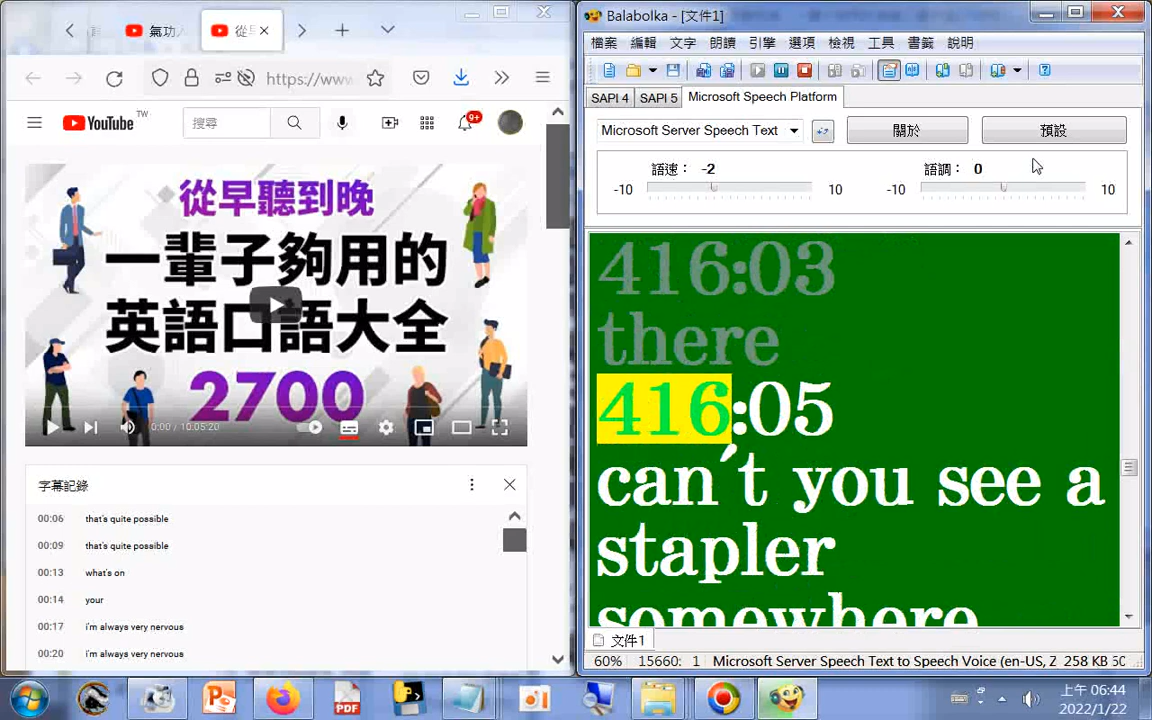 氣功
從
https://www
YouTube TW
搜尋
9+
從早聽到晚
一輩子夠用的
英語口語大全
2700
0:00 / 10:05:20
字幕記錄
00:06 that's quite possible
00:09 that's quite possible
00:13 what's on
00:14 your
00:17 i'm always very nervous
00:20 i'm always very nervous
Balabolka - [文件1]
檔案 編輯 文字 朗讀 引擎 選項 檢視 工具 書籤 說明
SAPI 4 SAPI 5 Microsoft Speech Platform
Microsoft Server Speech Text 關於 預設
語速： -2 語調： 0
-10 10 -10 10
416:03
there
416:05
can't you see a
stapler
somewhere
文件1
60% 15660: 1 Microsoft Server Speech Text to Speech Voice (en-US, Z 258 KB
PDF
上午 06:44
2022/1/22